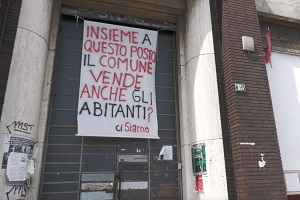 INSIEME A
QUESTO POSTO
IL COMUNE
VENDE
ANCHE GLI
ABITANTI?
ci Siamo